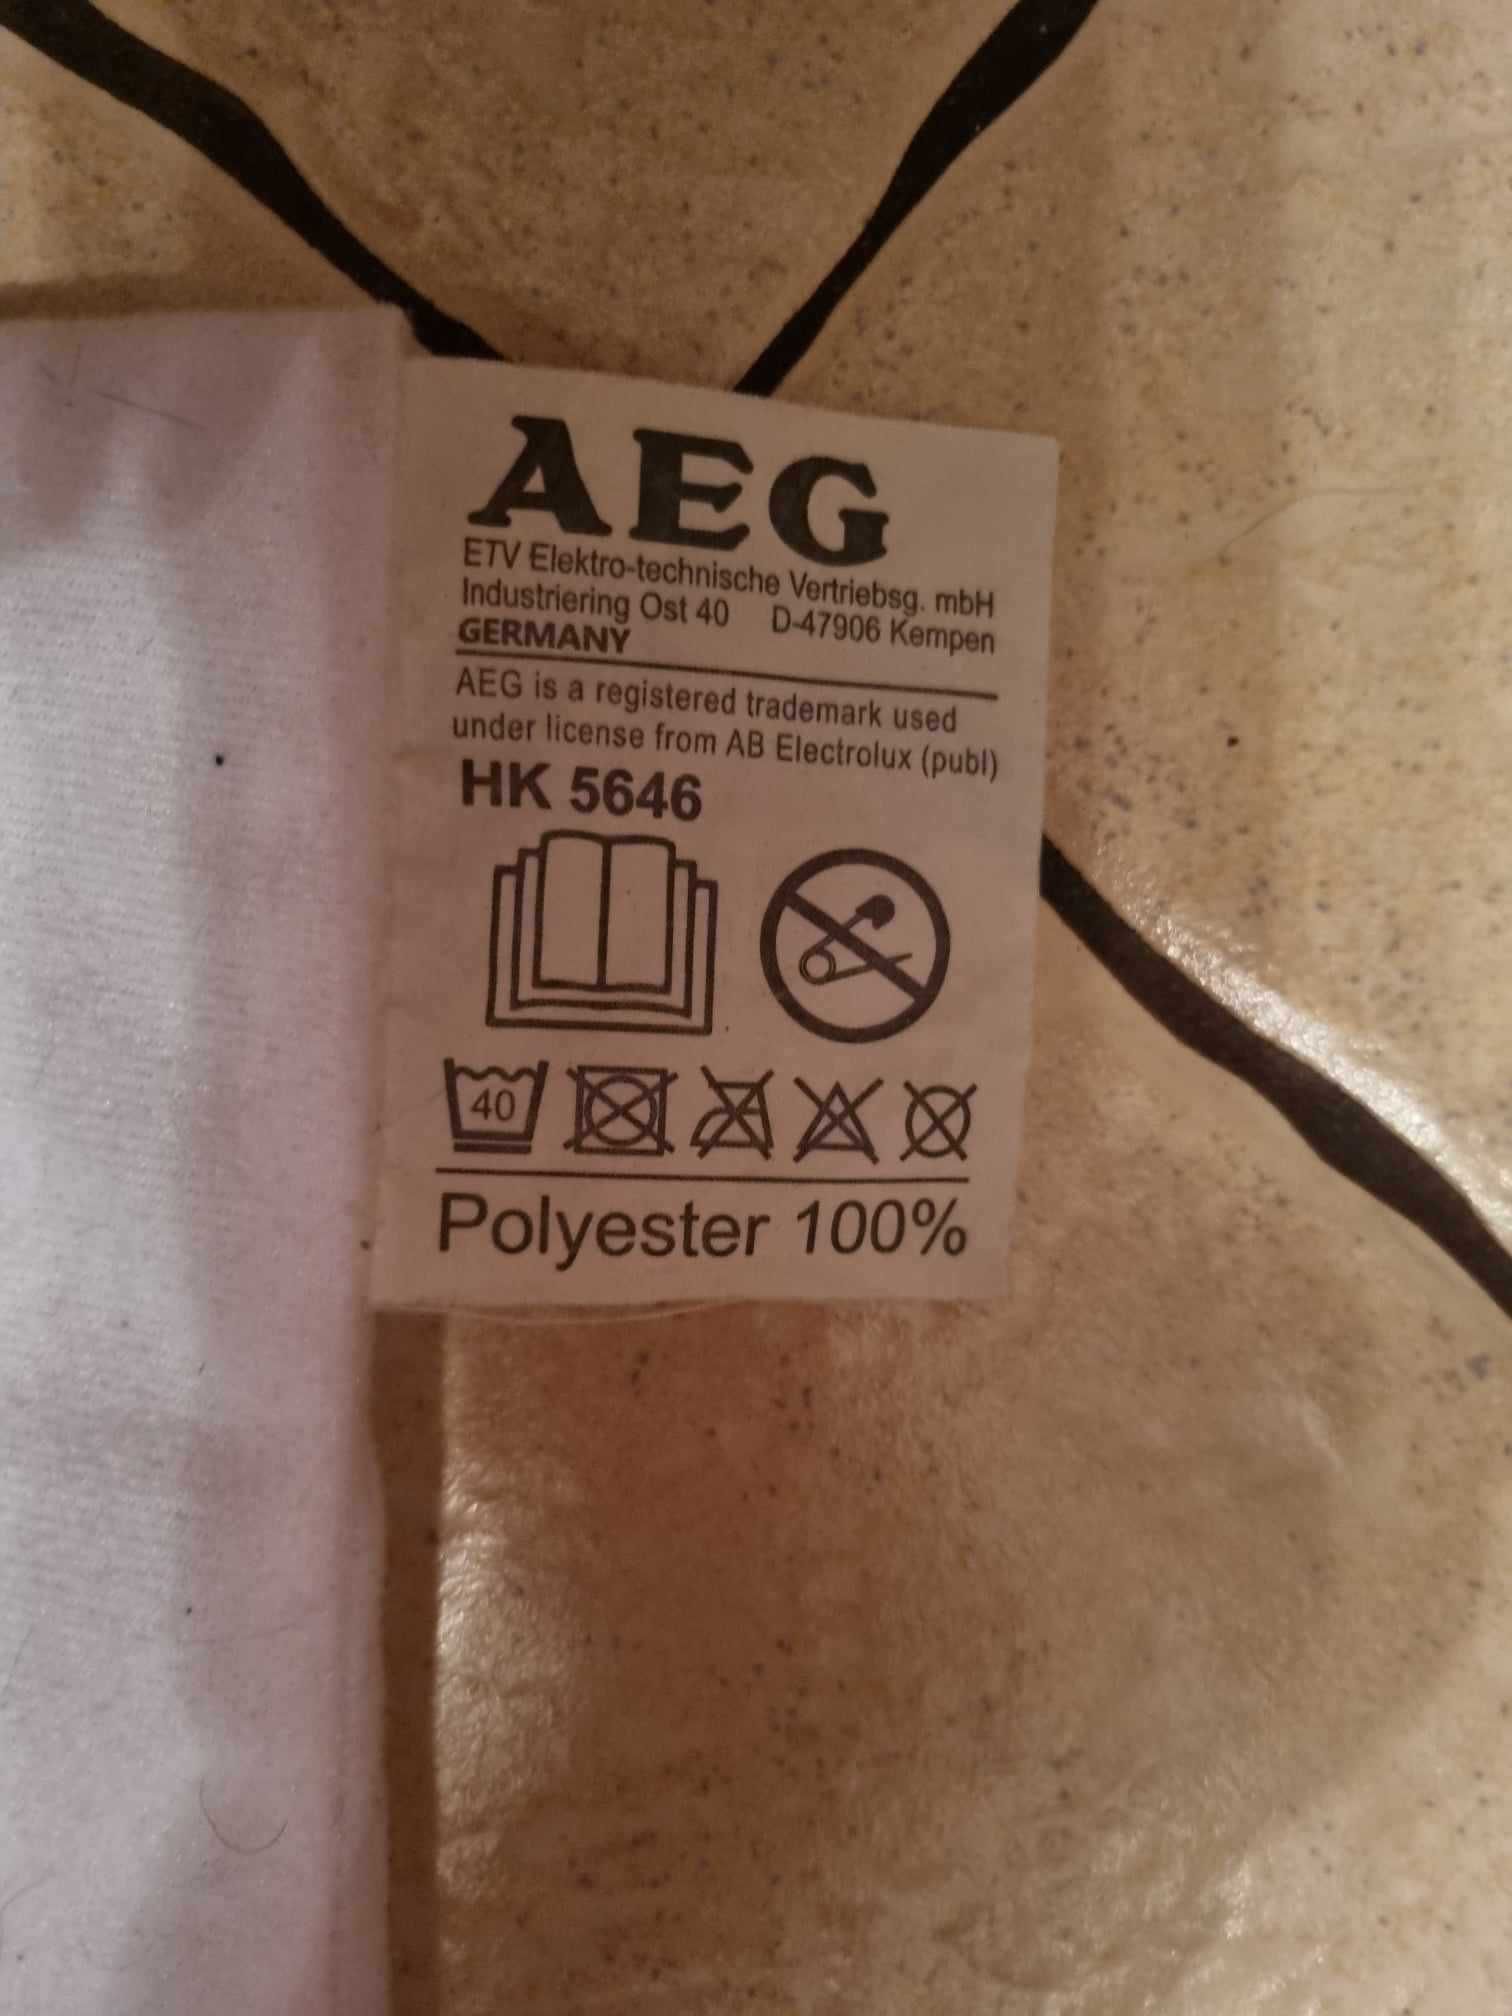 AEG
ETV Elektro-technische Vertriebsg. mbH
Industriering Ost 40 D-47906 Kempen
GERMANY
AEG is a registered trademark used
under license from AB Electrolux (publ)
HK 5646
40
Polyester 100%